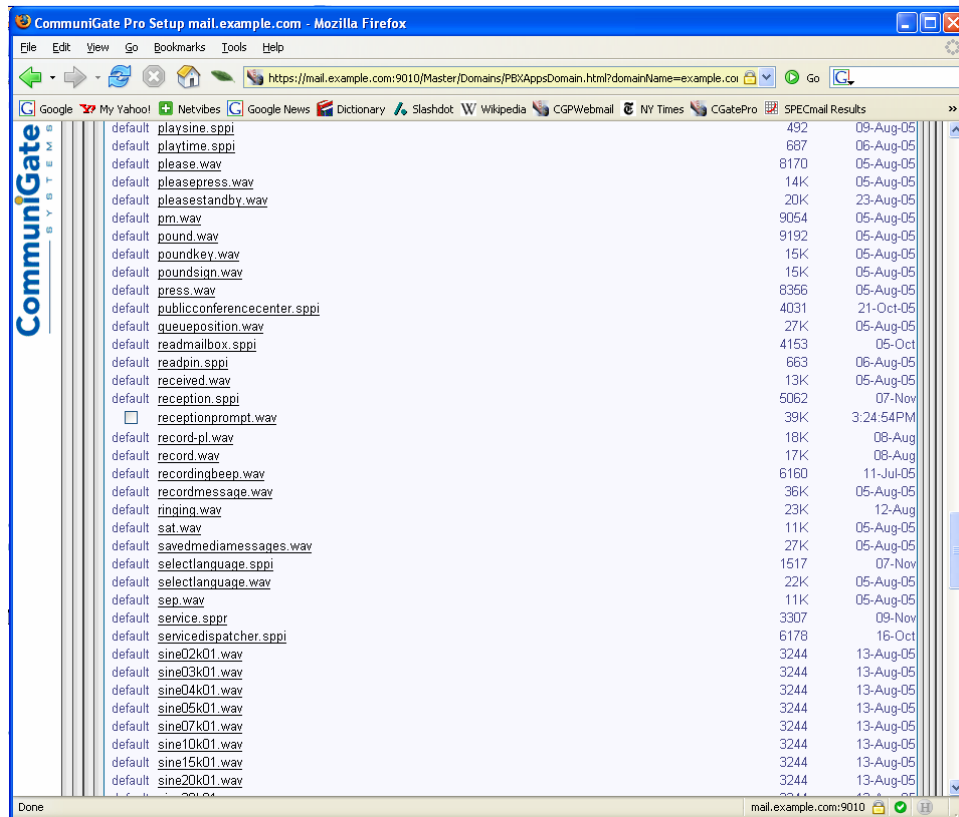 CommuniGate Pro Setup mail.example.com - Mozilla Firefox
File Edit View Go Bookmarks Tools Help
https://mail.example.com:9010/Master/Domains/PBXAppsDomain.html?domainName=example.coi Go
Google My Yahoo! Netvibes Google News Dictionary Slashdot Wikipedia CGPWebmail NY Times CGatePro SPECmail Results »
CommuniGate
SYSTEMS
default playsine.sppi 492 09-Aug-05
default playtime.sppi 687 06-Aug-05
default please.wav 8170 05-Aug-05
default pleasepress.wav 14K 05-Aug-05
default pleasestandby.wav 20K 23-Aug-05
default pm.wav 9054 05-Aug-05
default pound.wav 9192 05-Aug-05
default poundkey.wav 15K 05-Aug-05
default poundsign.wav 15K 05-Aug-05
default press.wav 8356 05-Aug-05
default publicconferencecenter.sppi 4031 21-Oct-05
default queueposition.wav 27K 05-Aug-05
default readmailbox.sppi 4153 05-Oct
default readpin.sppi 663 06-Aug-05
default received.wav 13K 05-Aug-05
default reception.sppi 5062 07-Nov
receptionprompt.wav 39K 3:24:54PM
default record-pl.wav 18K 08-Aug
default record.wav 17K 08-Aug
default recordingbeep.wav 6160 11-Jul-05
default recordmessage.wav 36K 05-Aug-05
default ringing.wav 23K 12-Aug
default sat.wav 11K 05-Aug-05
default savedmediamessages.wav 27K 05-Aug-05
default selectlanguage.sppi 1517 07-Nov
default selectlanguage.wav 22K 05-Aug-05
default sep.wav 11K 05-Aug-05
default service.sppr 3307 09-Nov
default servicedispatcher.sppi 6178 16-Oct
default sine02k01.wav 3244 13-Aug-05
default sine03k01.wav 3244 13-Aug-05
default sine04k01.wav 3244 13-Aug-05
default sine05k01.wav 3244 13-Aug-05
default sine07k01.wav 3244 13-Aug-05
default sine10k01.wav 3244 13-Aug-05
default sine15k01.wav 3244 13-Aug-05
default sine20k01.wav 3244 13-Aug-05
Done mail.example.com:9010